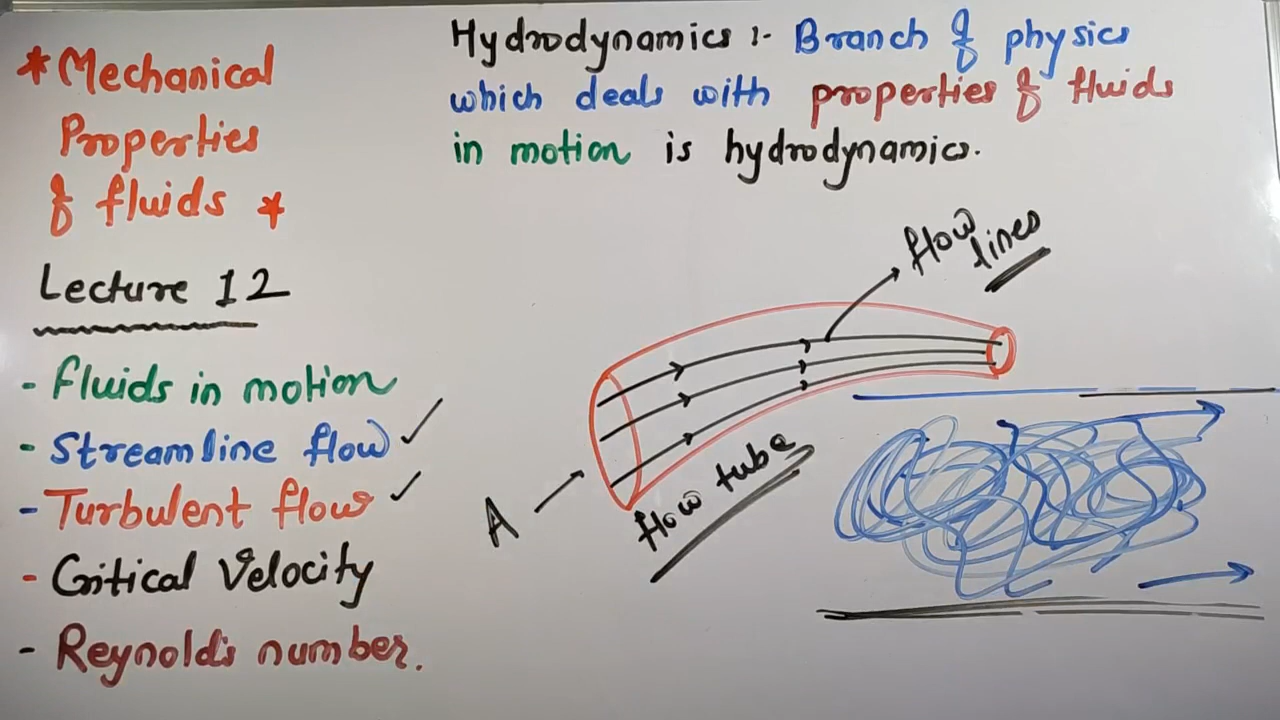 * Mechanical
Properties
of fluids *
Lecture 12
- Fluids in motion
- Streamline flow ✓
- Turbulent flow ✓
- Critical Velocity
- Reynold's number.
Hydrodynamics :- Branch of physics
which deals with properties of fluids
in motion is hydrodynamics.
flow
lines
A
flow tube